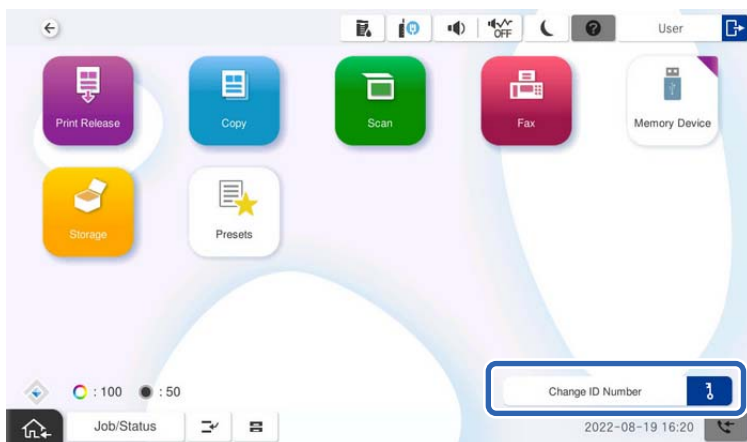 OFF
User
Print Release
Copy
Scan
Fax
Memory Device
Storage
Presets
: 100
: 50
Change ID Number
Job/Status
2022-08-19 16:20